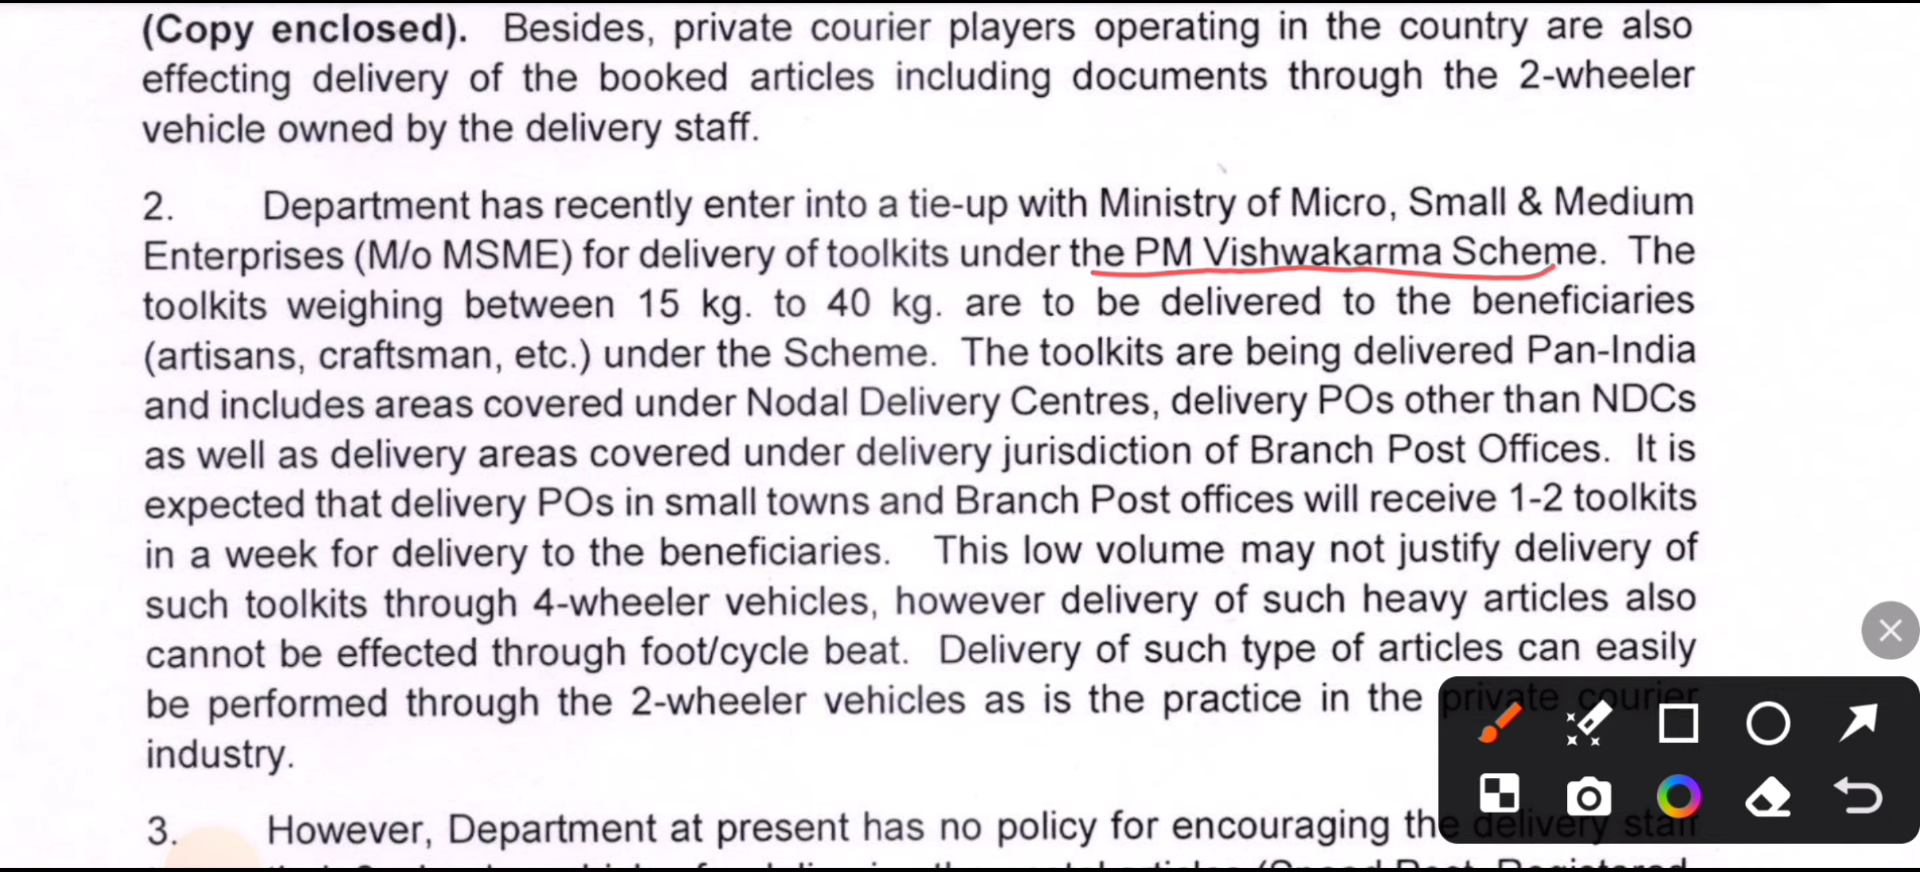 (Copy enclosed). Besides, private courier players operating in the country are also
effecting delivery of the booked articles including documents through the 2-wheeler
vehicle owned by the delivery staff.
2. Department has recently enter into a tie-up with Ministry of Micro, Small & Medium
Enterprises (M/o MSME) for delivery of toolkits under the PM Vishwakarma Scheme. The
toolkits weighing between 15 kg. to 40 kg. are to be delivered to the beneficiaries
(artisans, craftsman, etc.) under the Scheme. The toolkits are being delivered Pan-India
and includes areas covered under Nodal Delivery Centres, delivery POs other than NDCs
as well as delivery areas covered under delivery jurisdiction of Branch Post Offices. It is
expected that delivery POs in small towns and Branch Post offices will receive 1-2 toolkits
in a week for delivery to the beneficiaries. This low volume may not justify delivery of
such toolkits through 4-wheeler vehicles, however delivery of such heavy articles also
cannot be effected through foot/cycle beat. Delivery of such type of articles can easily
be performed through the 2-wheeler vehicles as is the practice in the private courier
industry.
3. However, Department at present has no policy for encouraging the delivery staff